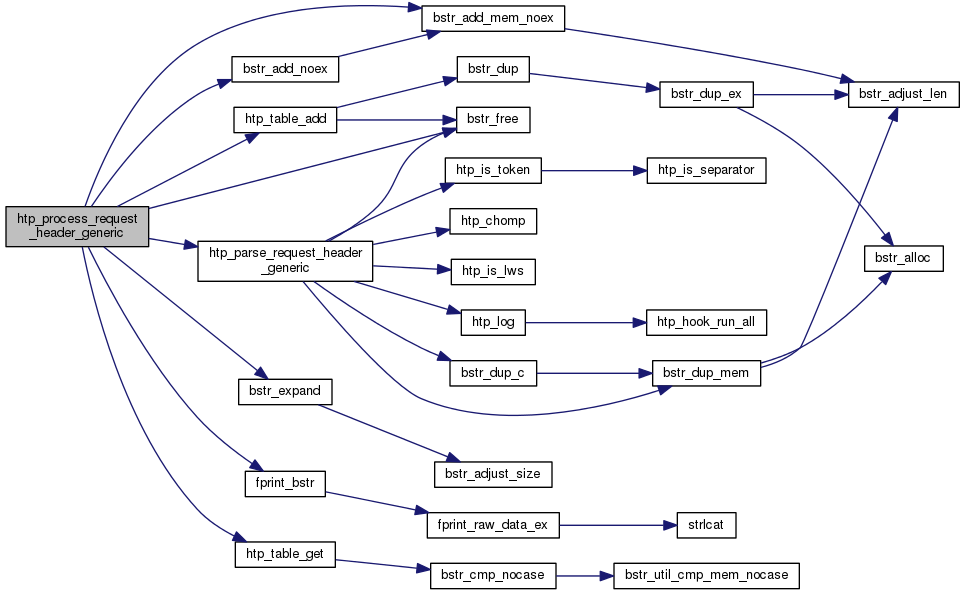 bstr_add_mem_noex
bstr_add_noex
bstr_dup
bstr_dup_ex
bstr_adjust_len
htp_table_add
bstr_free
htp_is_token
htp_is_separator
htp_process_request
_header_generic
htp_chomp
htp_parse_request_header
_generic
htp_is_lws
bstr_alloc
htp_log
htp_hook_run_all
bstr_dup_c
bstr_dup_mem
bstr_expand
bstr_adjust_size
fprint_bstr
fprint_raw_data_ex
strlcat
htp_table_get
bstr_cmp_nocase
bstr_util_cmp_mem_nocase